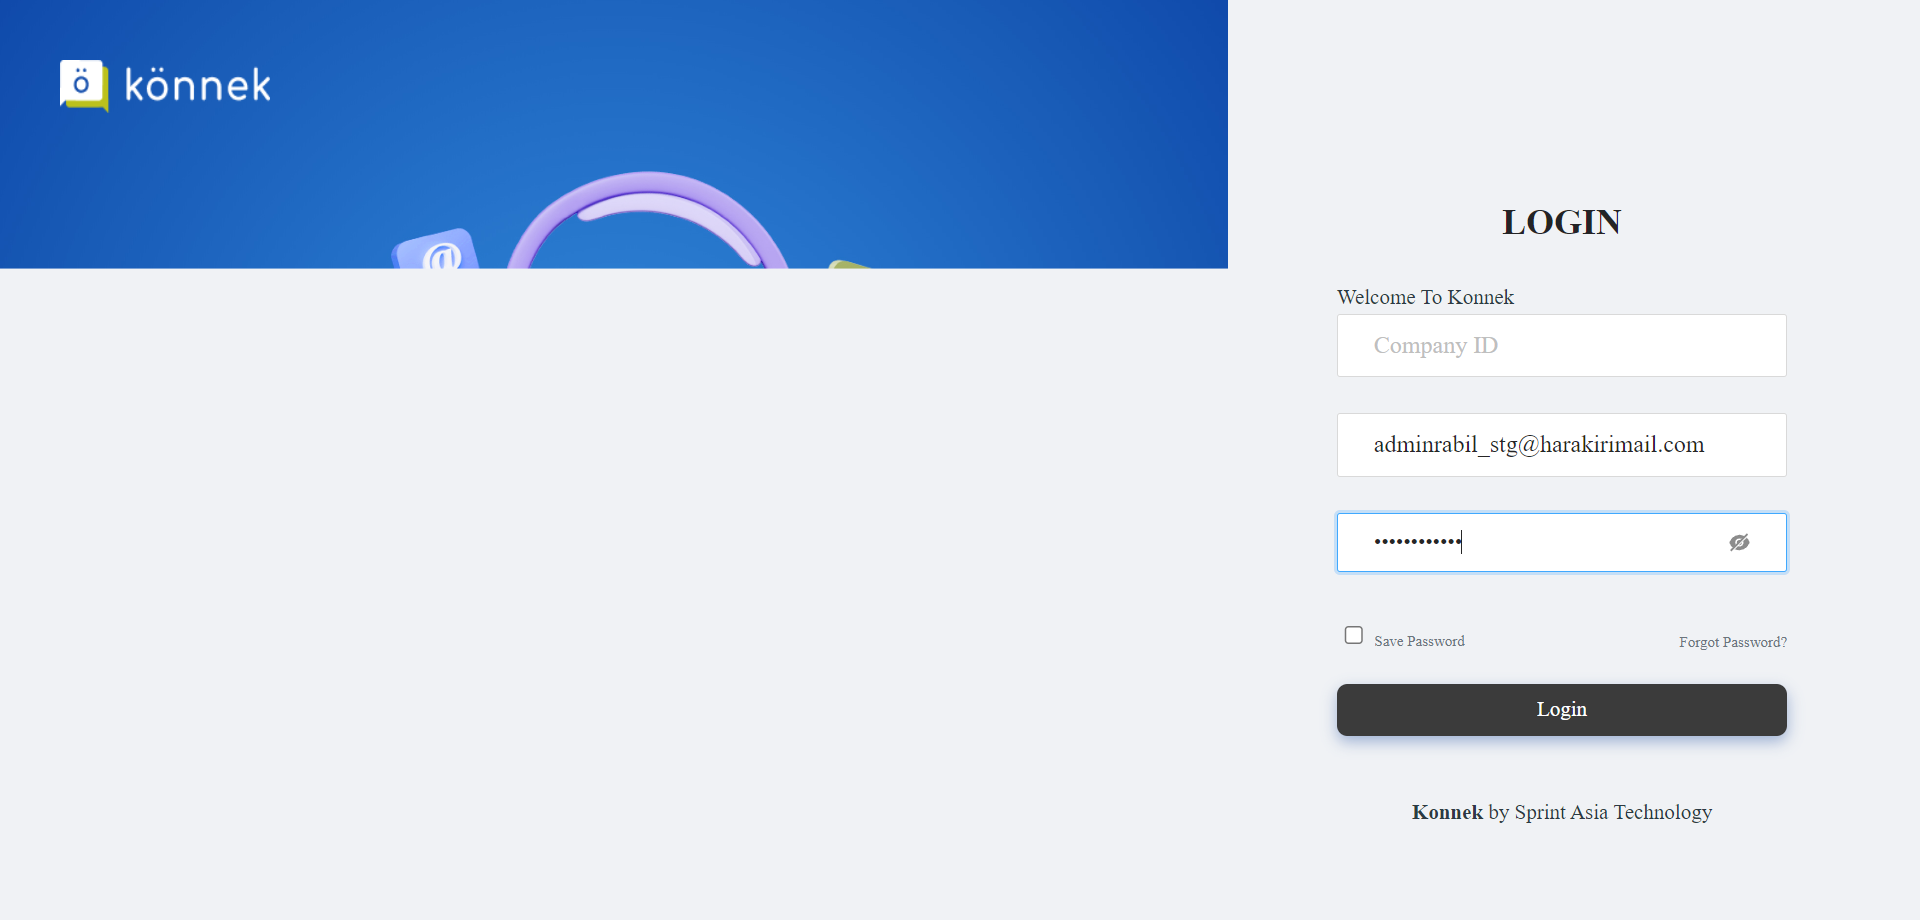 ö könnek
@
LOGIN
Welcome To Konnek
Company ID
adminrabil_stg@harakirimail.com
••••••••••••
Save Password
Forgot Password?
Login
Konnek by Sprint Asia Technology